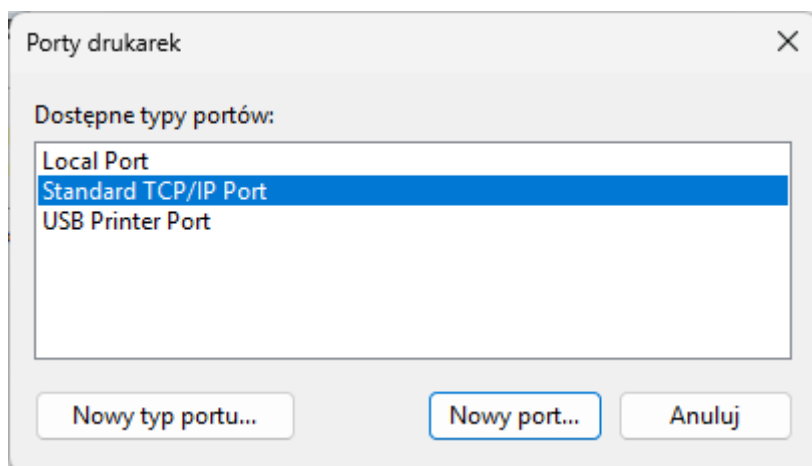 Porty drukarek
Dostępne typy portów:
Local Port
Standard TCP/IP Port
USB Printer Port
Nowy typ portu... Nowy port... Anuluj